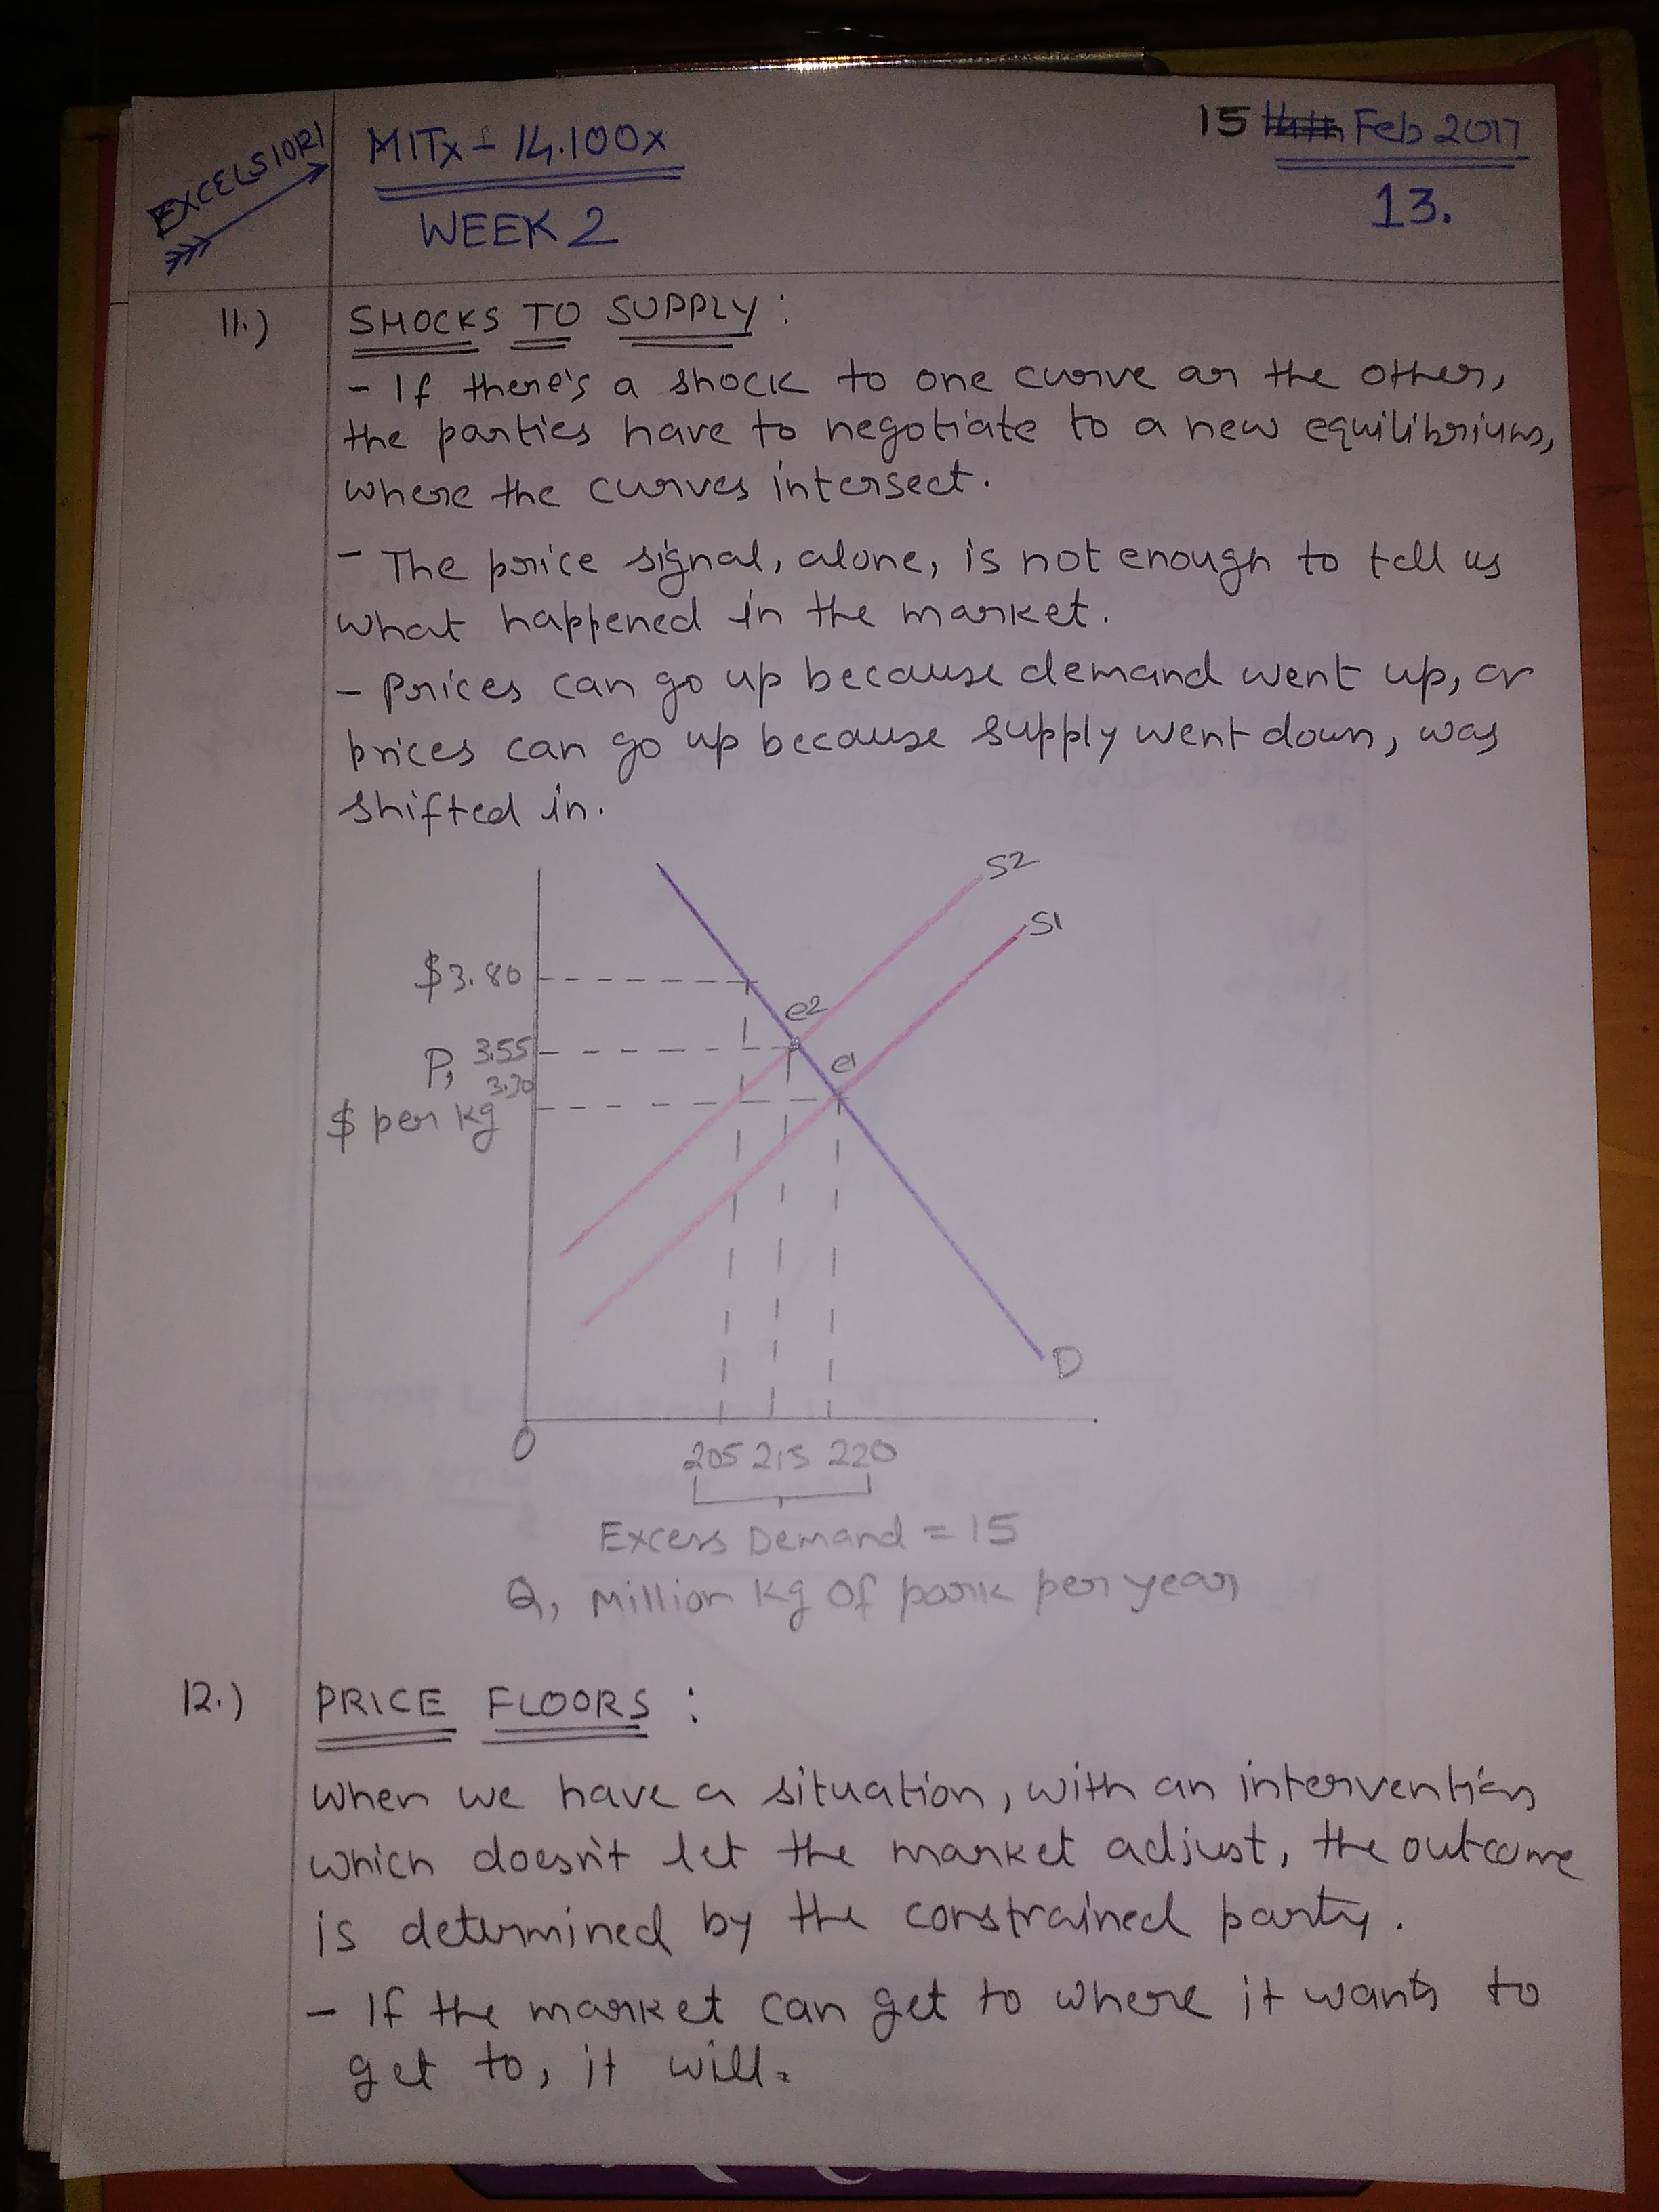 EXCELSIOR!
MITx - 14.100x
WEEK 2
15 Feb 2017
13.
11.) SHOCKS TO SUPPLY:
- If there's a shock to one curve or the other,
the parties have to negotiate to a new equilibrium,
where the curves intersect.
- The price signal, alone, is not enough to tell us
what happened in the market.
- Prices can go up because demand went up, or
prices can go up because supply went down, was
shifted in.
S2
S1
$3.80
e2
3.55
e1
P,
3.30
$ per kg
D
0
205 215 220
Excess Demand = 15
Q, Million kg of pork per year
12.) PRICE FLOORS:
When we have a situation, with an intervention
which doesn't let the market adjust, the outcome
is determined by the constrained party.
- If the market can get to where it wants to
get to, it will.